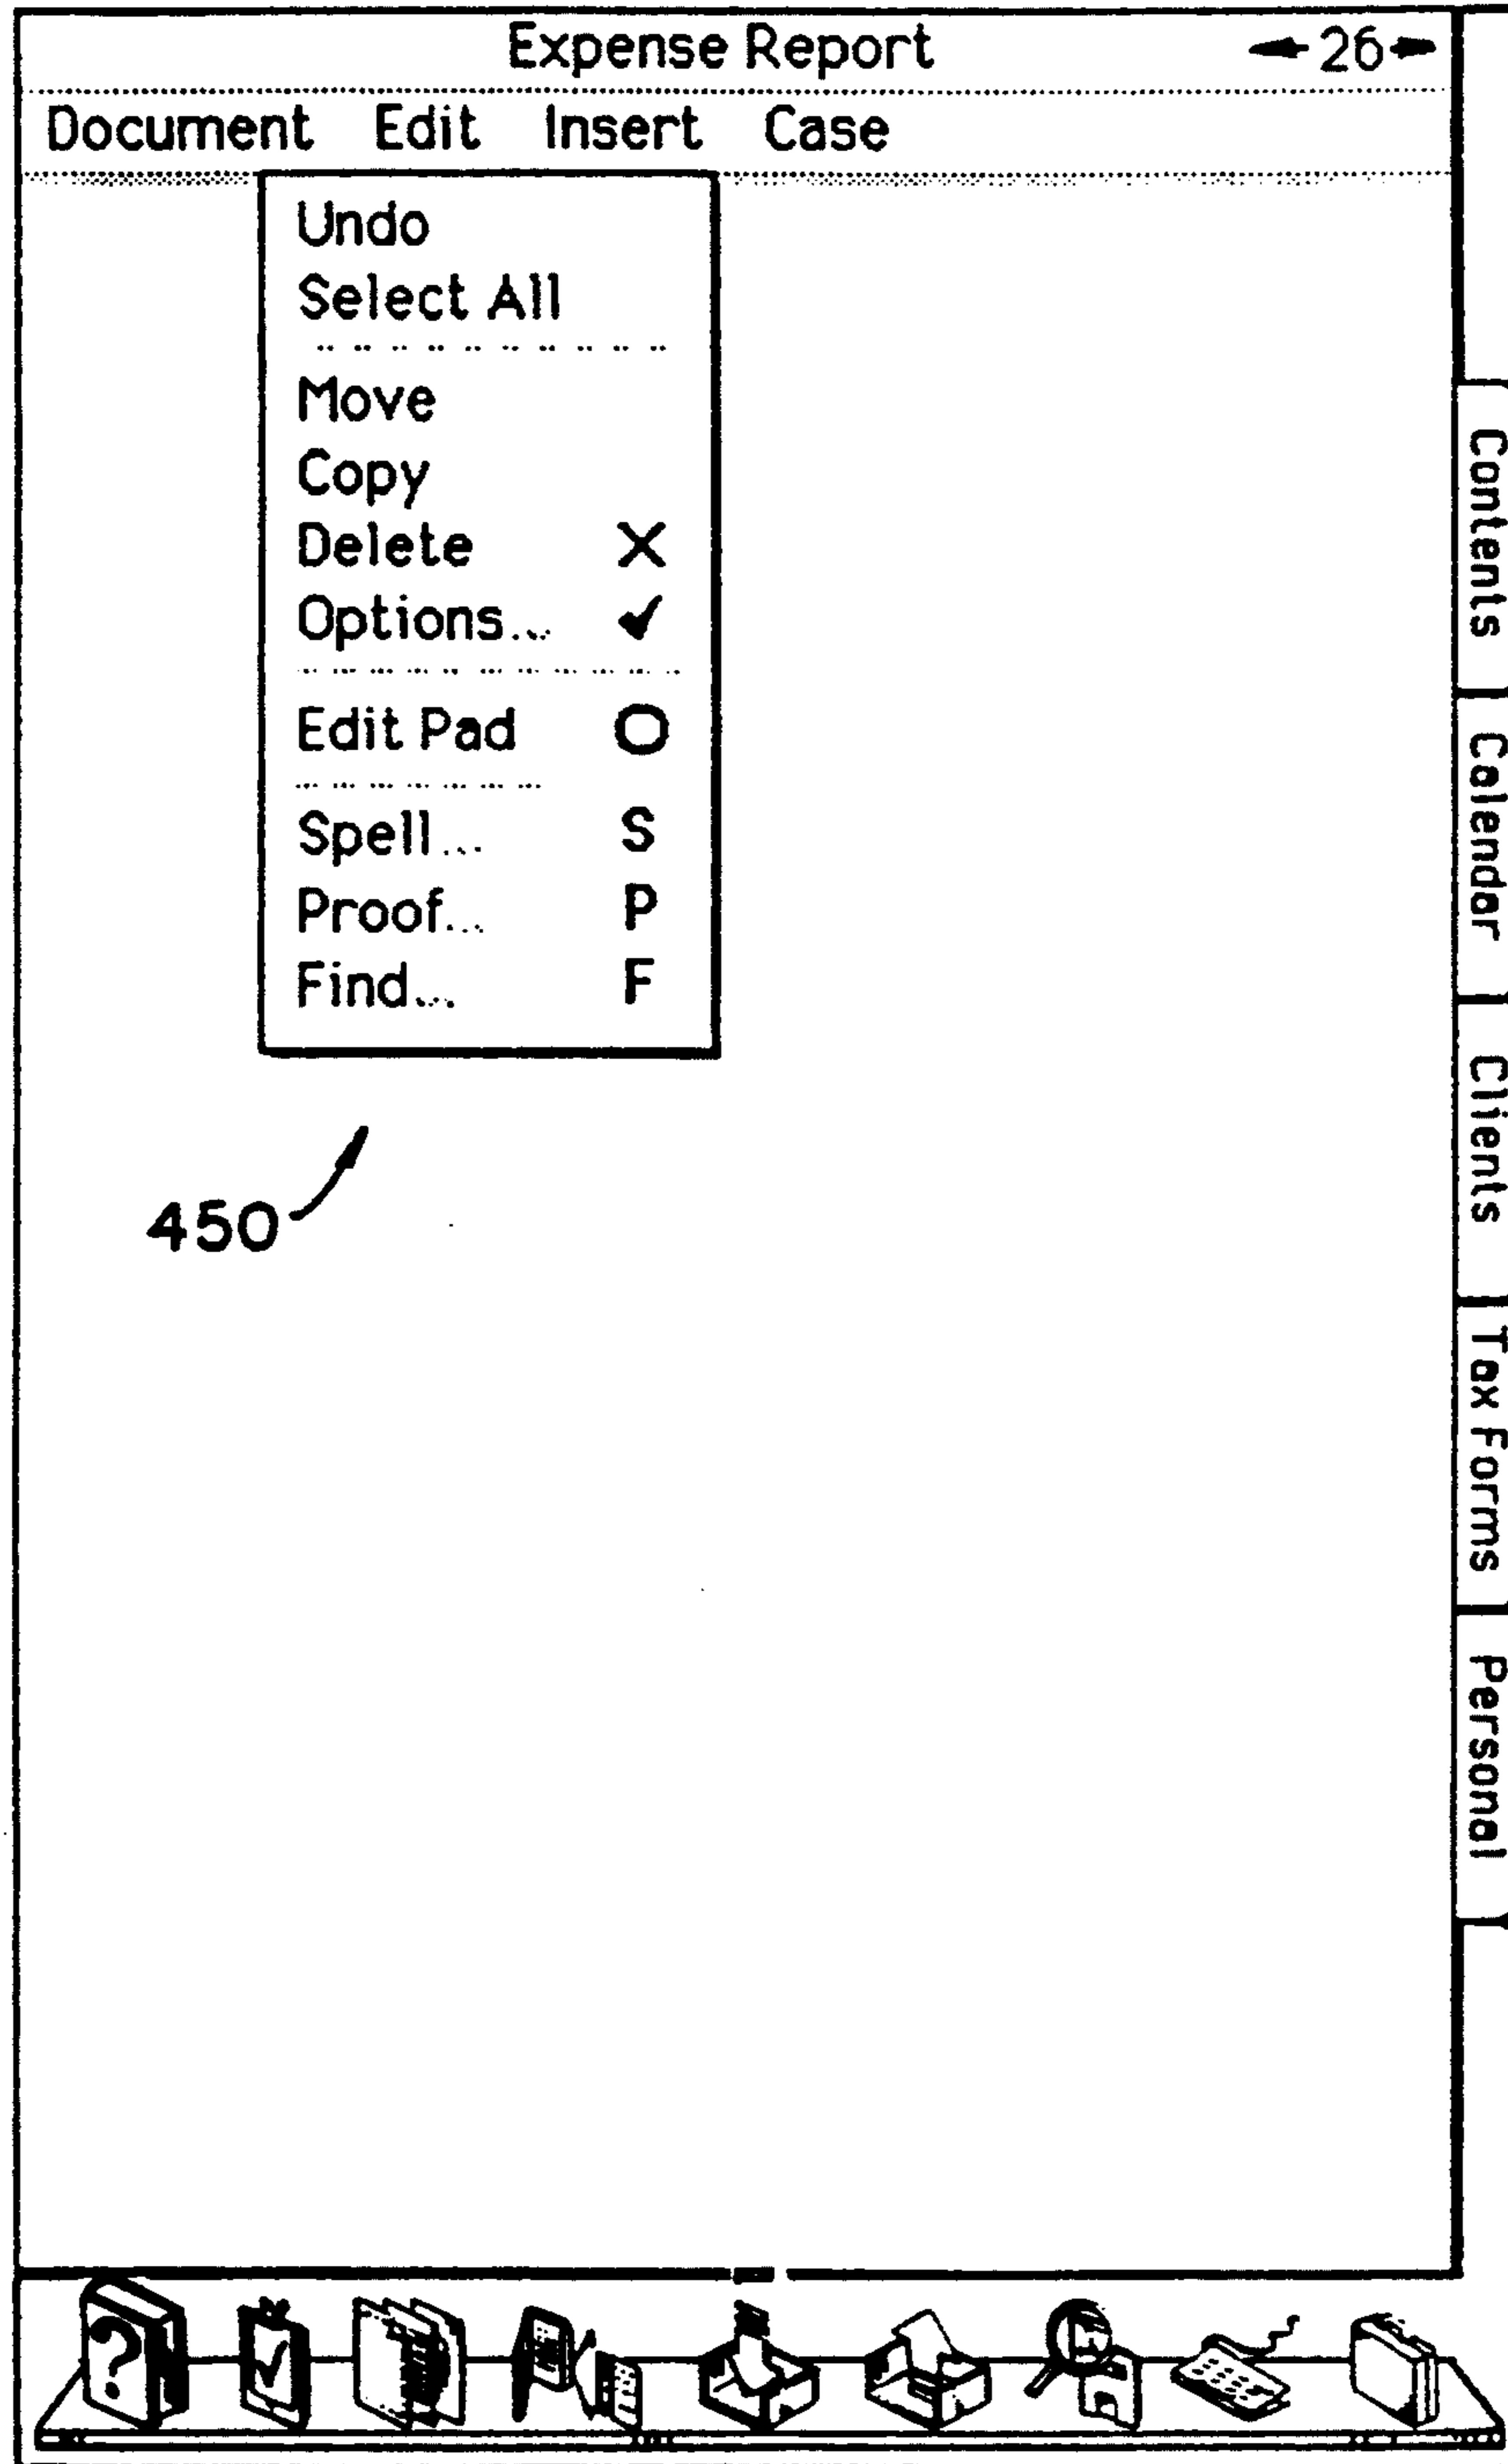 Expense Report 26
Document Edit Insert Case
Undo
Select All
Move
Copy
Delete X
Options... ✓
Edit Pad O
Spell... S
Proof... P
Find... F
450
Contents
Calendar
Clients
Tax Forms
Personal
?